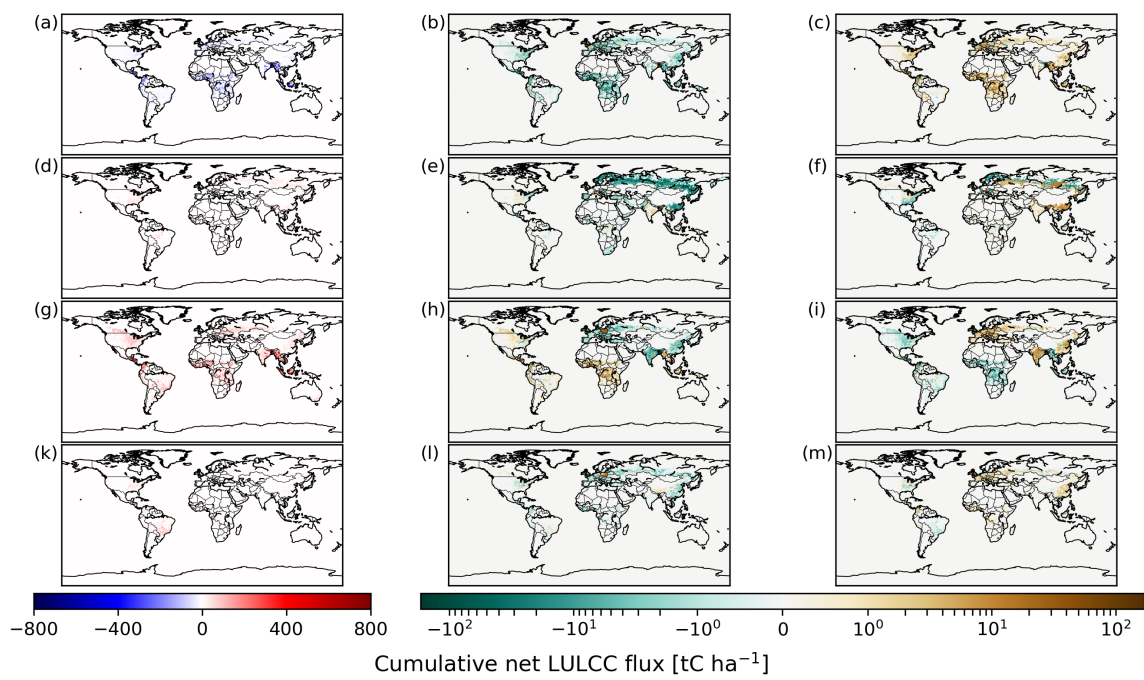 (a) (b) (c)
(d) (e) (f)
(g) (h) (i)
(k) (l) (m)
−800 −400 0 400 800 −10² −10¹ −10⁰ 0 10⁰ 10¹ 10²
Cumulative net LULCC flux [tC ha⁻¹]